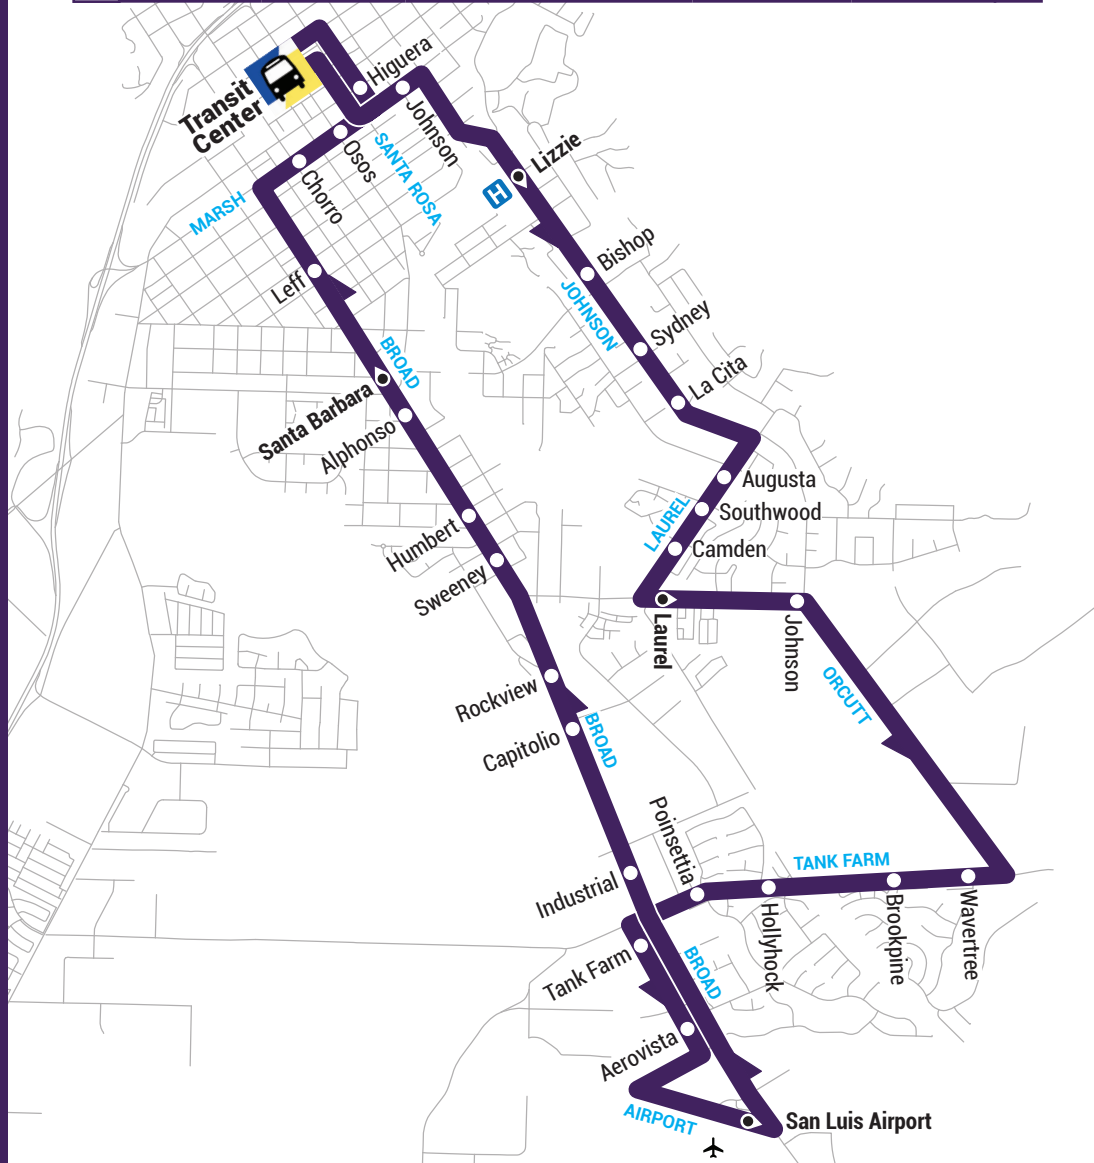 Higuera
Transit
Center
Johnson
Osos
SANTA ROSA
Lizzie
H
Chorro
MARSH
Bishop
Leff
JOHNSON
Sydney
BROAD
La Cita
Santa Barbara
Alphonso
Augusta
Southwood
LAUREL
Camden
Humbert
Sweeney
Laurel
Johnson
ORCUTT
Rockview
BROAD
Capitolio
Poinsettia
TANK FARM
Industrial
Hollyhock
Brookpine
Wavertree
Tank Farm
BROAD
Aerovista
AIRPORT
San Luis Airport